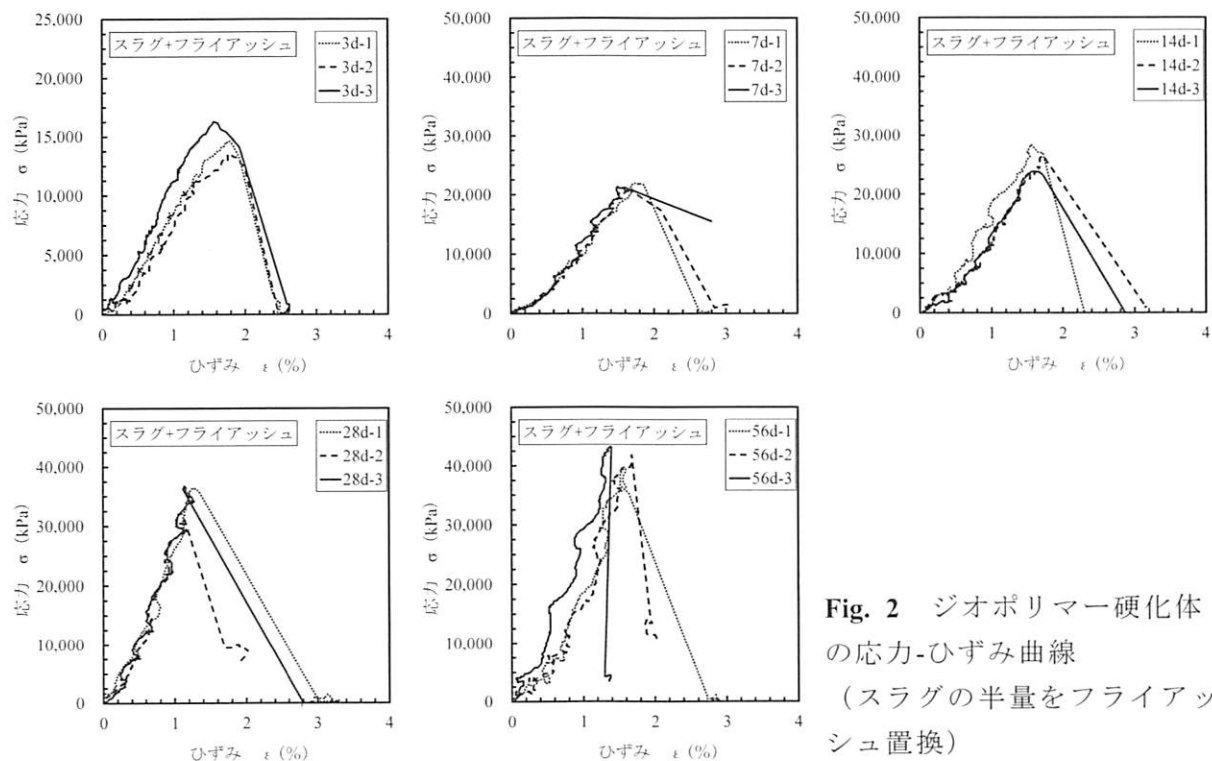 25,000
20,000
15,000
10,000
5,000
0
応力 σ (kPa)
スラグ+フライアッシュ
3d-1
3d-2
3d-3
0 1 2 3 4
ひずみ ε (%)
50,000
40,000
30,000
20,000
10,000
0
応力 σ (kPa)
スラグ+フライアッシュ
7d-1
7d-2
7d-3
0 1 2 3 4
ひずみ ε (%)
50,000
40,000
30,000
20,000
10,000
0
応力 σ (kPa)
スラグ+フライアッシュ
14d-1
14d-2
14d-3
0 1 2 3 4
ひずみ ε (%)
50,000
40,000
30,000
20,000
10,000
0
応力 σ (kPa)
スラグ+フライアッシュ
28d-1
28d-2
28d-3
0 1 2 3 4
ひずみ ε (%)
50,000
40,000
30,000
20,000
10,000
0
応力 σ (kPa)
スラグ+フライアッシュ
56d-1
56d-2
56d-3
0 1 2 3 4
ひずみ ε (%)
Fig. 2 ジオポリマー硬化体
の応力-ひずみ曲線
(スラグの半量をフライアッ
シュ置換)